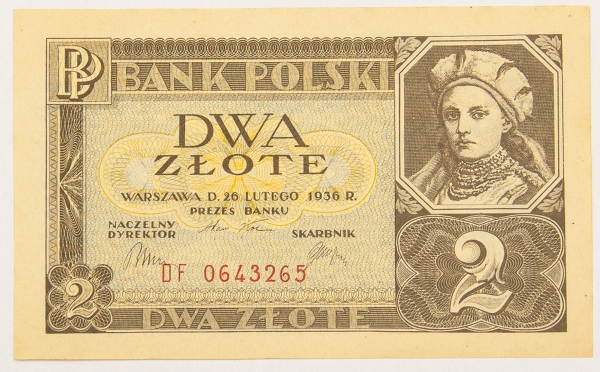 BP BANK POLSKI
DWA
ZŁOTE
WARSZAWA D. 26 LUTEGO 1936 R.
PREZES BANKU
NACZELNY
DYREKTOR
SKARBNIK
DF 0643265
2
2
DWA ZŁOTE